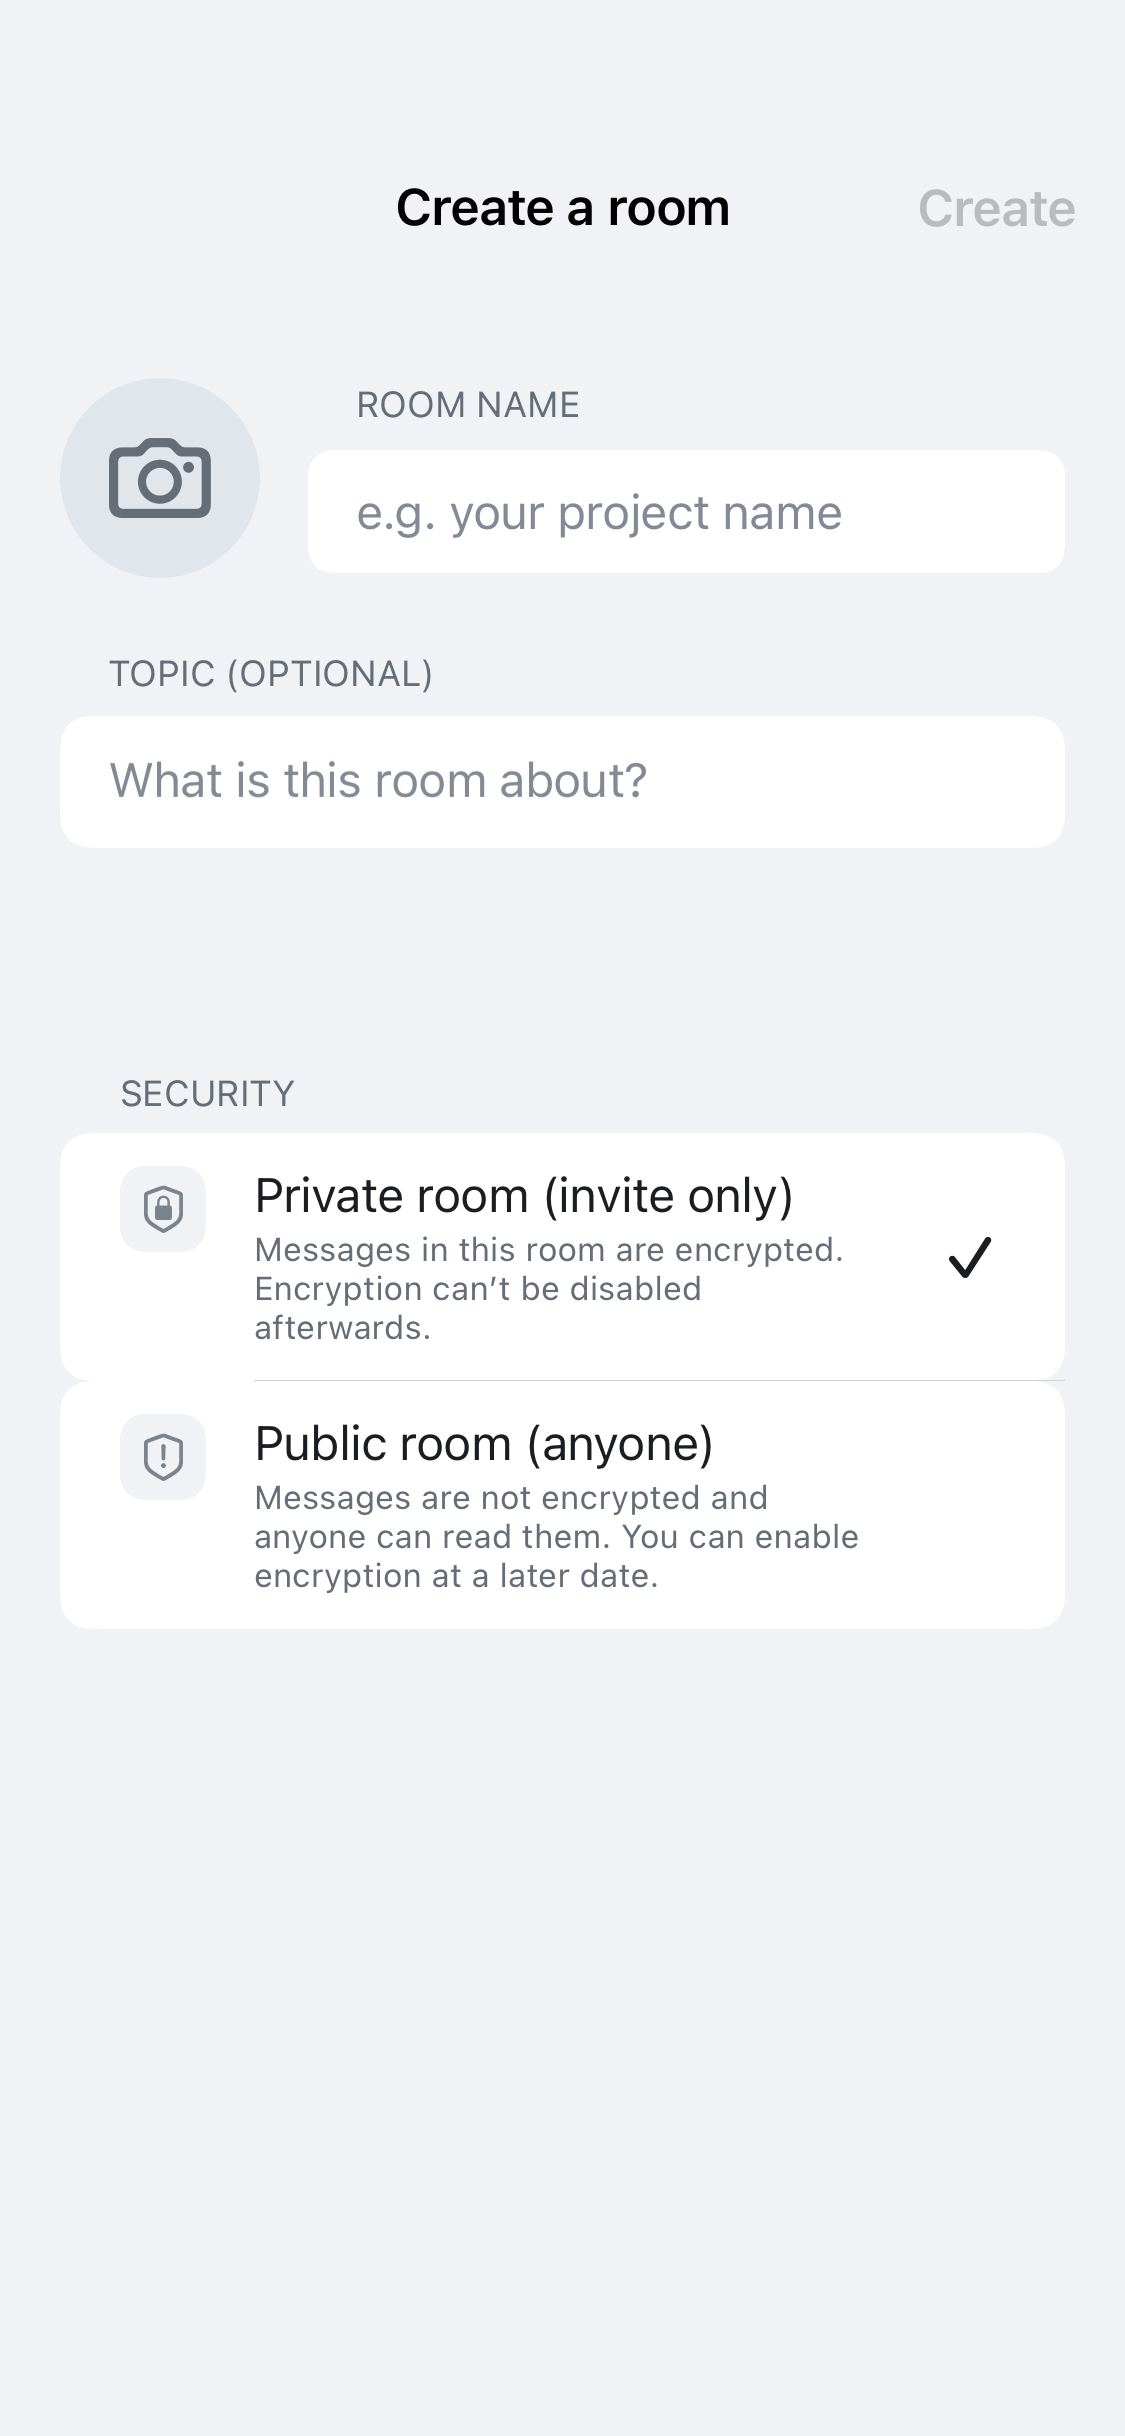 Create a room
Create
ROOM NAME
e.g. your project name
TOPIC (OPTIONAL)
What is this room about?
SECURITY
Private room (invite only)
Messages in this room are encrypted.
Encryption can’t be disabled
afterwards.
Public room (anyone)
Messages are not encrypted and
anyone can read them. You can enable
encryption at a later date.